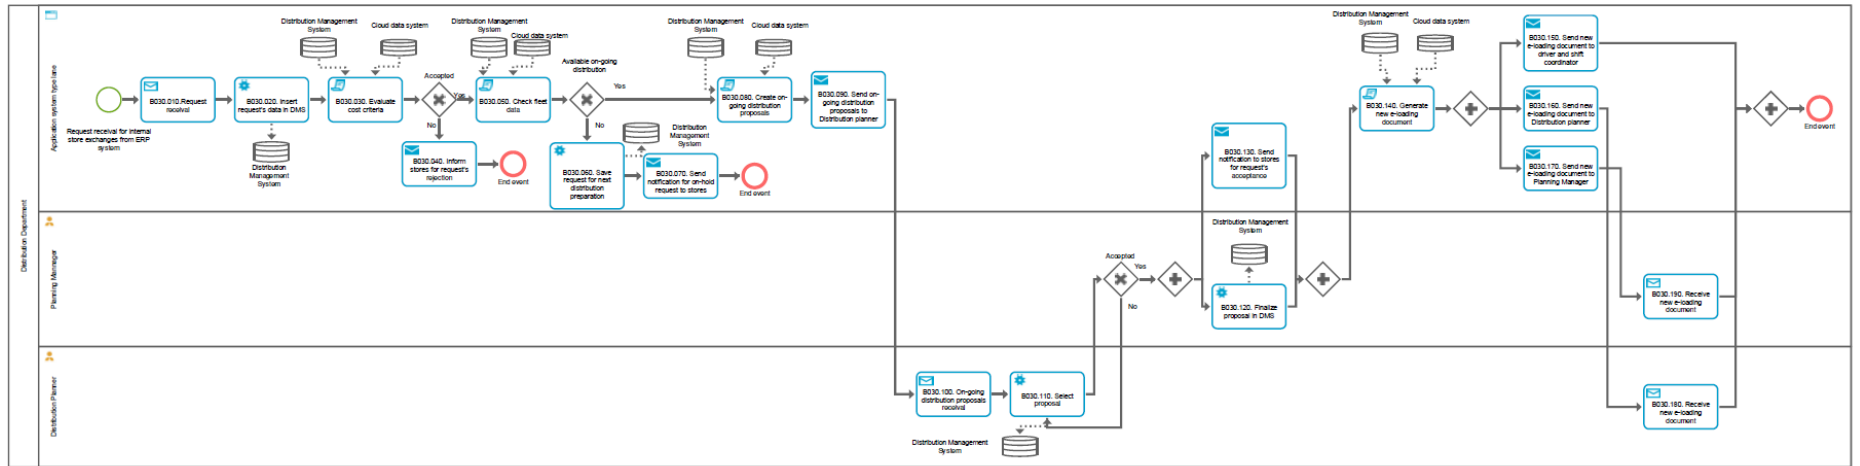 Distribution Department
Application system type lane
Request receival for internal
store exchanges from ERP
system
B030.010.Request
receival
B030.020. Insert
request's data in DMS
Distribution
Management
System
Distribution Management
System
Cloud data system
B030.030. Evaluate
cost criteria
Accepted
Yes
No
B030.040. Inform
stores for request's
rejection
End event
Distribution Management
System
Cloud data system
B030.050. Check fleet
data
Available on-going
distribution
Yes
No
B030.060. Save
request for next
distribution
preparation
Distribution
Management
System
B030.070. Send
notification for on-hold
request to stores
End event
Distribution Management
System
Cloud data system
B030.080. Create on-
going distribution
proposals
B030.090. Send on-
going distribution
proposals to
Distribution planner
B030.130. Send
notification to stores
for request's
acceptance
Distribution Management
System
Cloud data system
B030.140. Generate
new e-loading
document
B030.150. Send new
e-loading document to
driver and shift
coordinator
B030.160. Send new
e-loading document to
Distribution planner
B030.170. Send new
e-loading document to
Planning Manager
End event
Planning Mannager
Accepted
Yes
No
Distribution Management
System
B030.120. Finalize
proposal in DMS
B030.190. Receive
new e-loading
document
Distribution Planner
B030.100. On-going
distribution proposals
receival
B030.110. Select
proposal
Distribution Management
System
B030.180. Receive
new e-loading
document